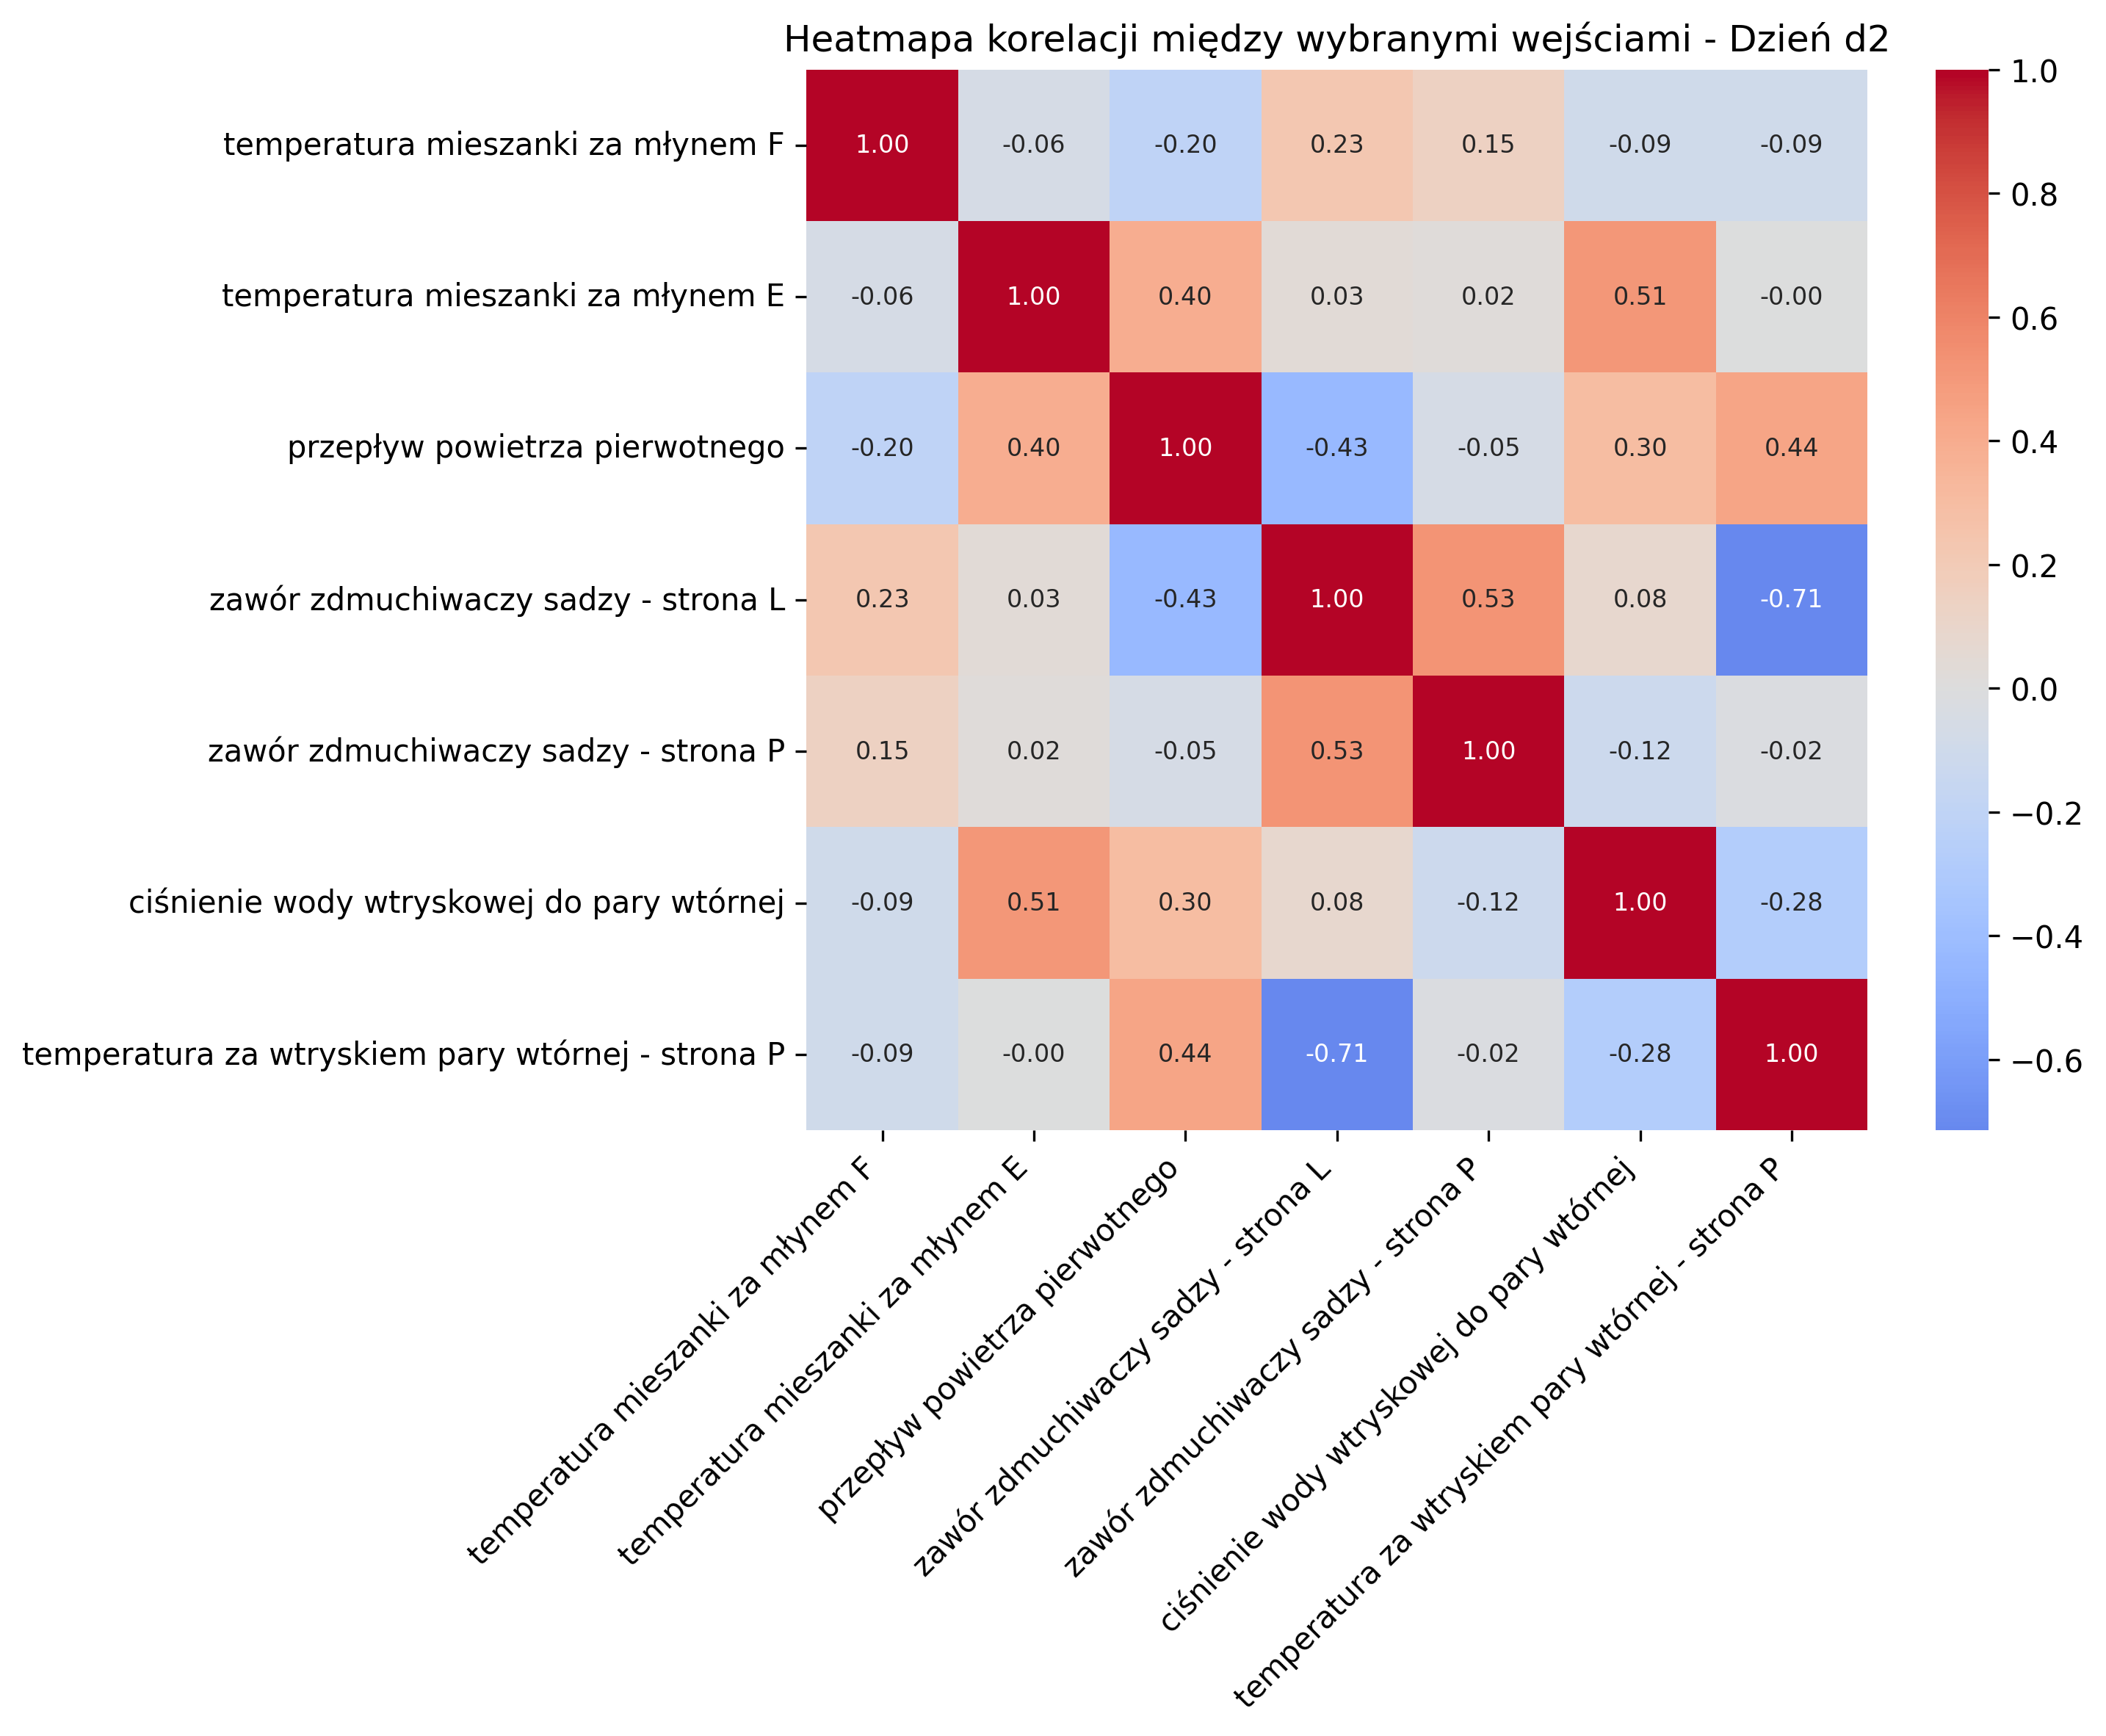 Heatmapa korelacji między wybranymi wejściami - Dzień d2
temperatura mieszanki za młynem F 1.00 -0.06 -0.20 0.23 0.15 -0.09 -0.09
temperatura mieszanki za młynem E -0.06 1.00 0.40 0.03 0.02 0.51 -0.00
przepływ powietrza pierwotnego -0.20 0.40 1.00 -0.43 -0.05 0.30 0.44
zawór zdmuchiwaczy sadzy - strona L 0.23 0.03 -0.43 1.00 0.53 0.08 -0.71
zawór zdmuchiwaczy sadzy - strona P 0.15 0.02 -0.05 0.53 1.00 -0.12 -0.02
ciśnienie wody wtryskowej do pary wtórnej -0.09 0.51 0.30 0.08 -0.12 1.00 -0.28
temperatura za wtryskiem pary wtórnej - strona P -0.09 -0.00 0.44 -0.71 -0.02 -0.28 1.00
temperatura mieszanki za młynem F
temperatura mieszanki za młynem E
przepływ powietrza pierwotnego
zawór zdmuchiwaczy sadzy - strona L
zawór zdmuchiwaczy sadzy - strona P
ciśnienie wody wtryskowej do pary wtórnej
temperatura za wtryskiem pary wtórnej - strona P
1.0
0.8
0.6
0.4
0.2
0.0
−0.2
−0.4
−0.6